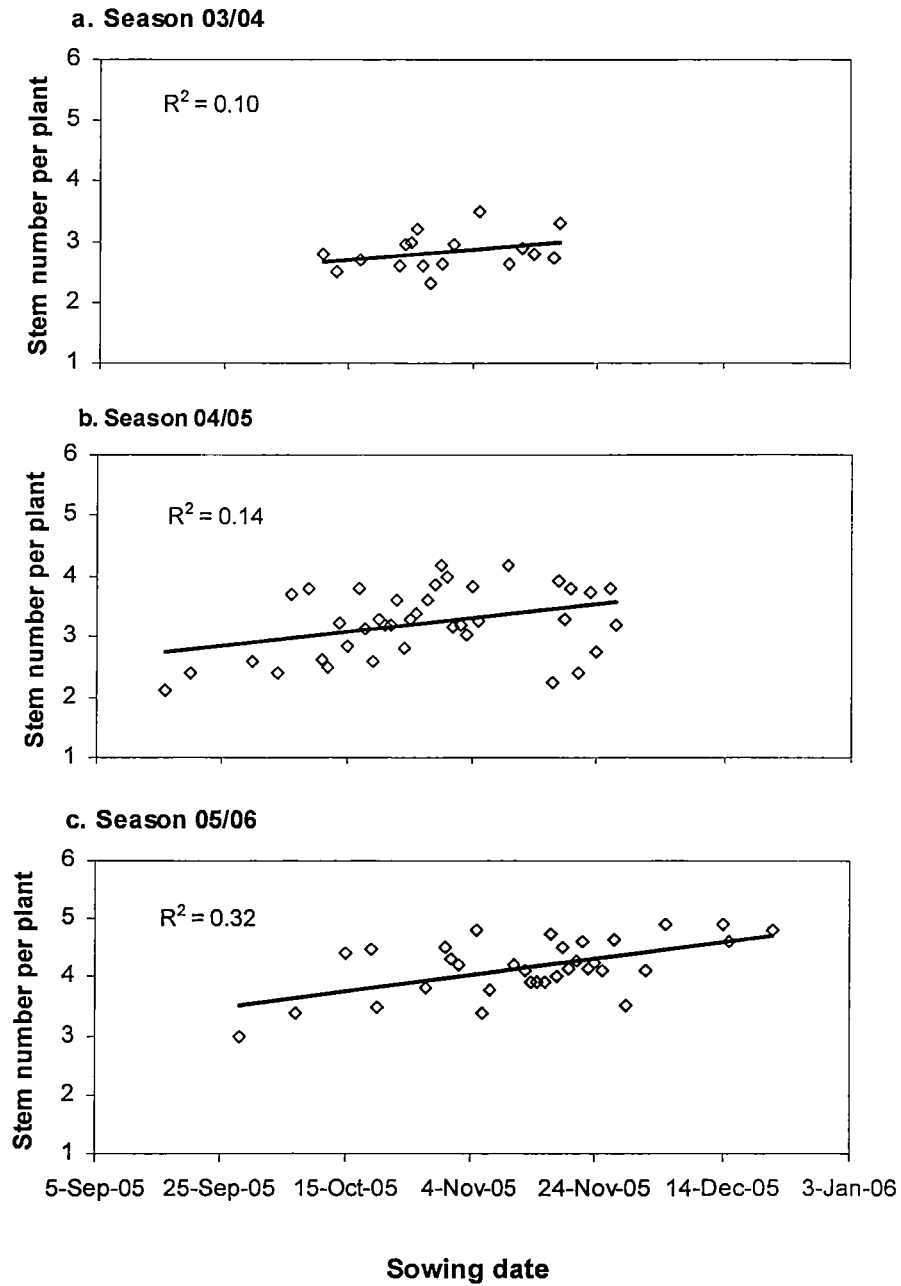 a. Season 03/04
6
R² = 0.10
5
4
3
2
1
Stem number per plant
b. Season 04/05
6
R² = 0.14
5
4
3
2
1
Stem number per plant
c. Season 05/06
6
R² = 0.32
5
4
3
2
1
Stem number per plant
5-Sep-05 25-Sep-05 15-Oct-05 4-Nov-05 24-Nov-05 14-Dec-05 3-Jan-06
Sowing date